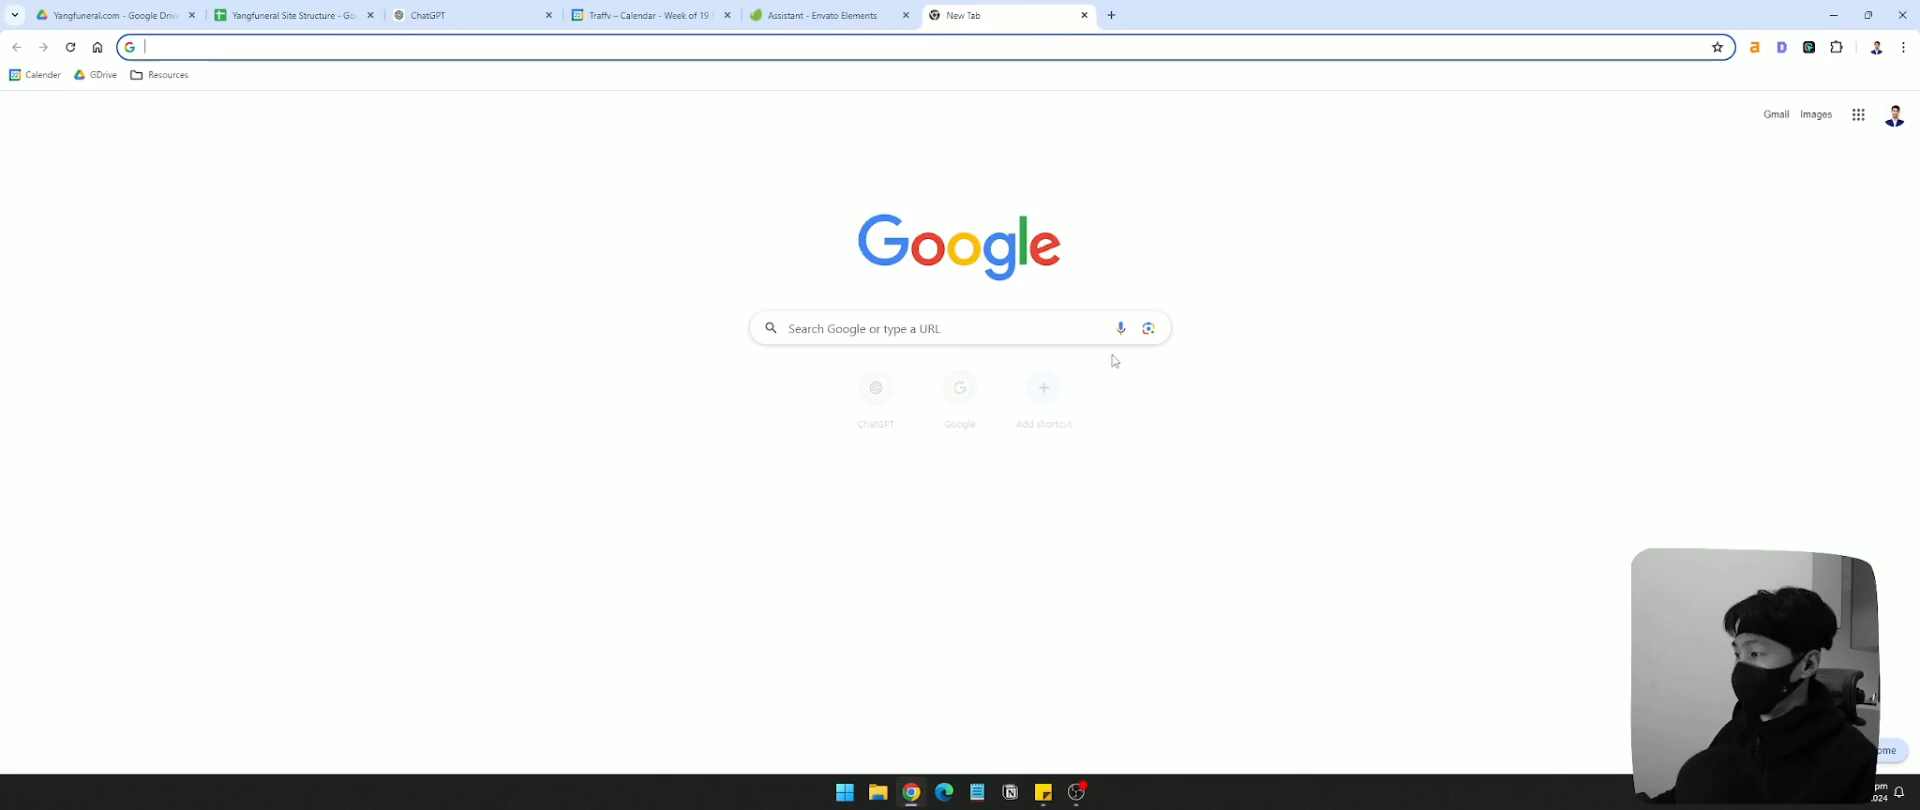 Yangfuneral.com - Google Driv
Yangfuneral Site Structure - Go
ChatGPT
Traffv – Calendar - Week of 19
Assistant - Envato Elements
New Tab
Calender
GDrive
Resources
Gmail
Images
Google
Search Google or type a URL
ChatGPT
Google
Add shortcut